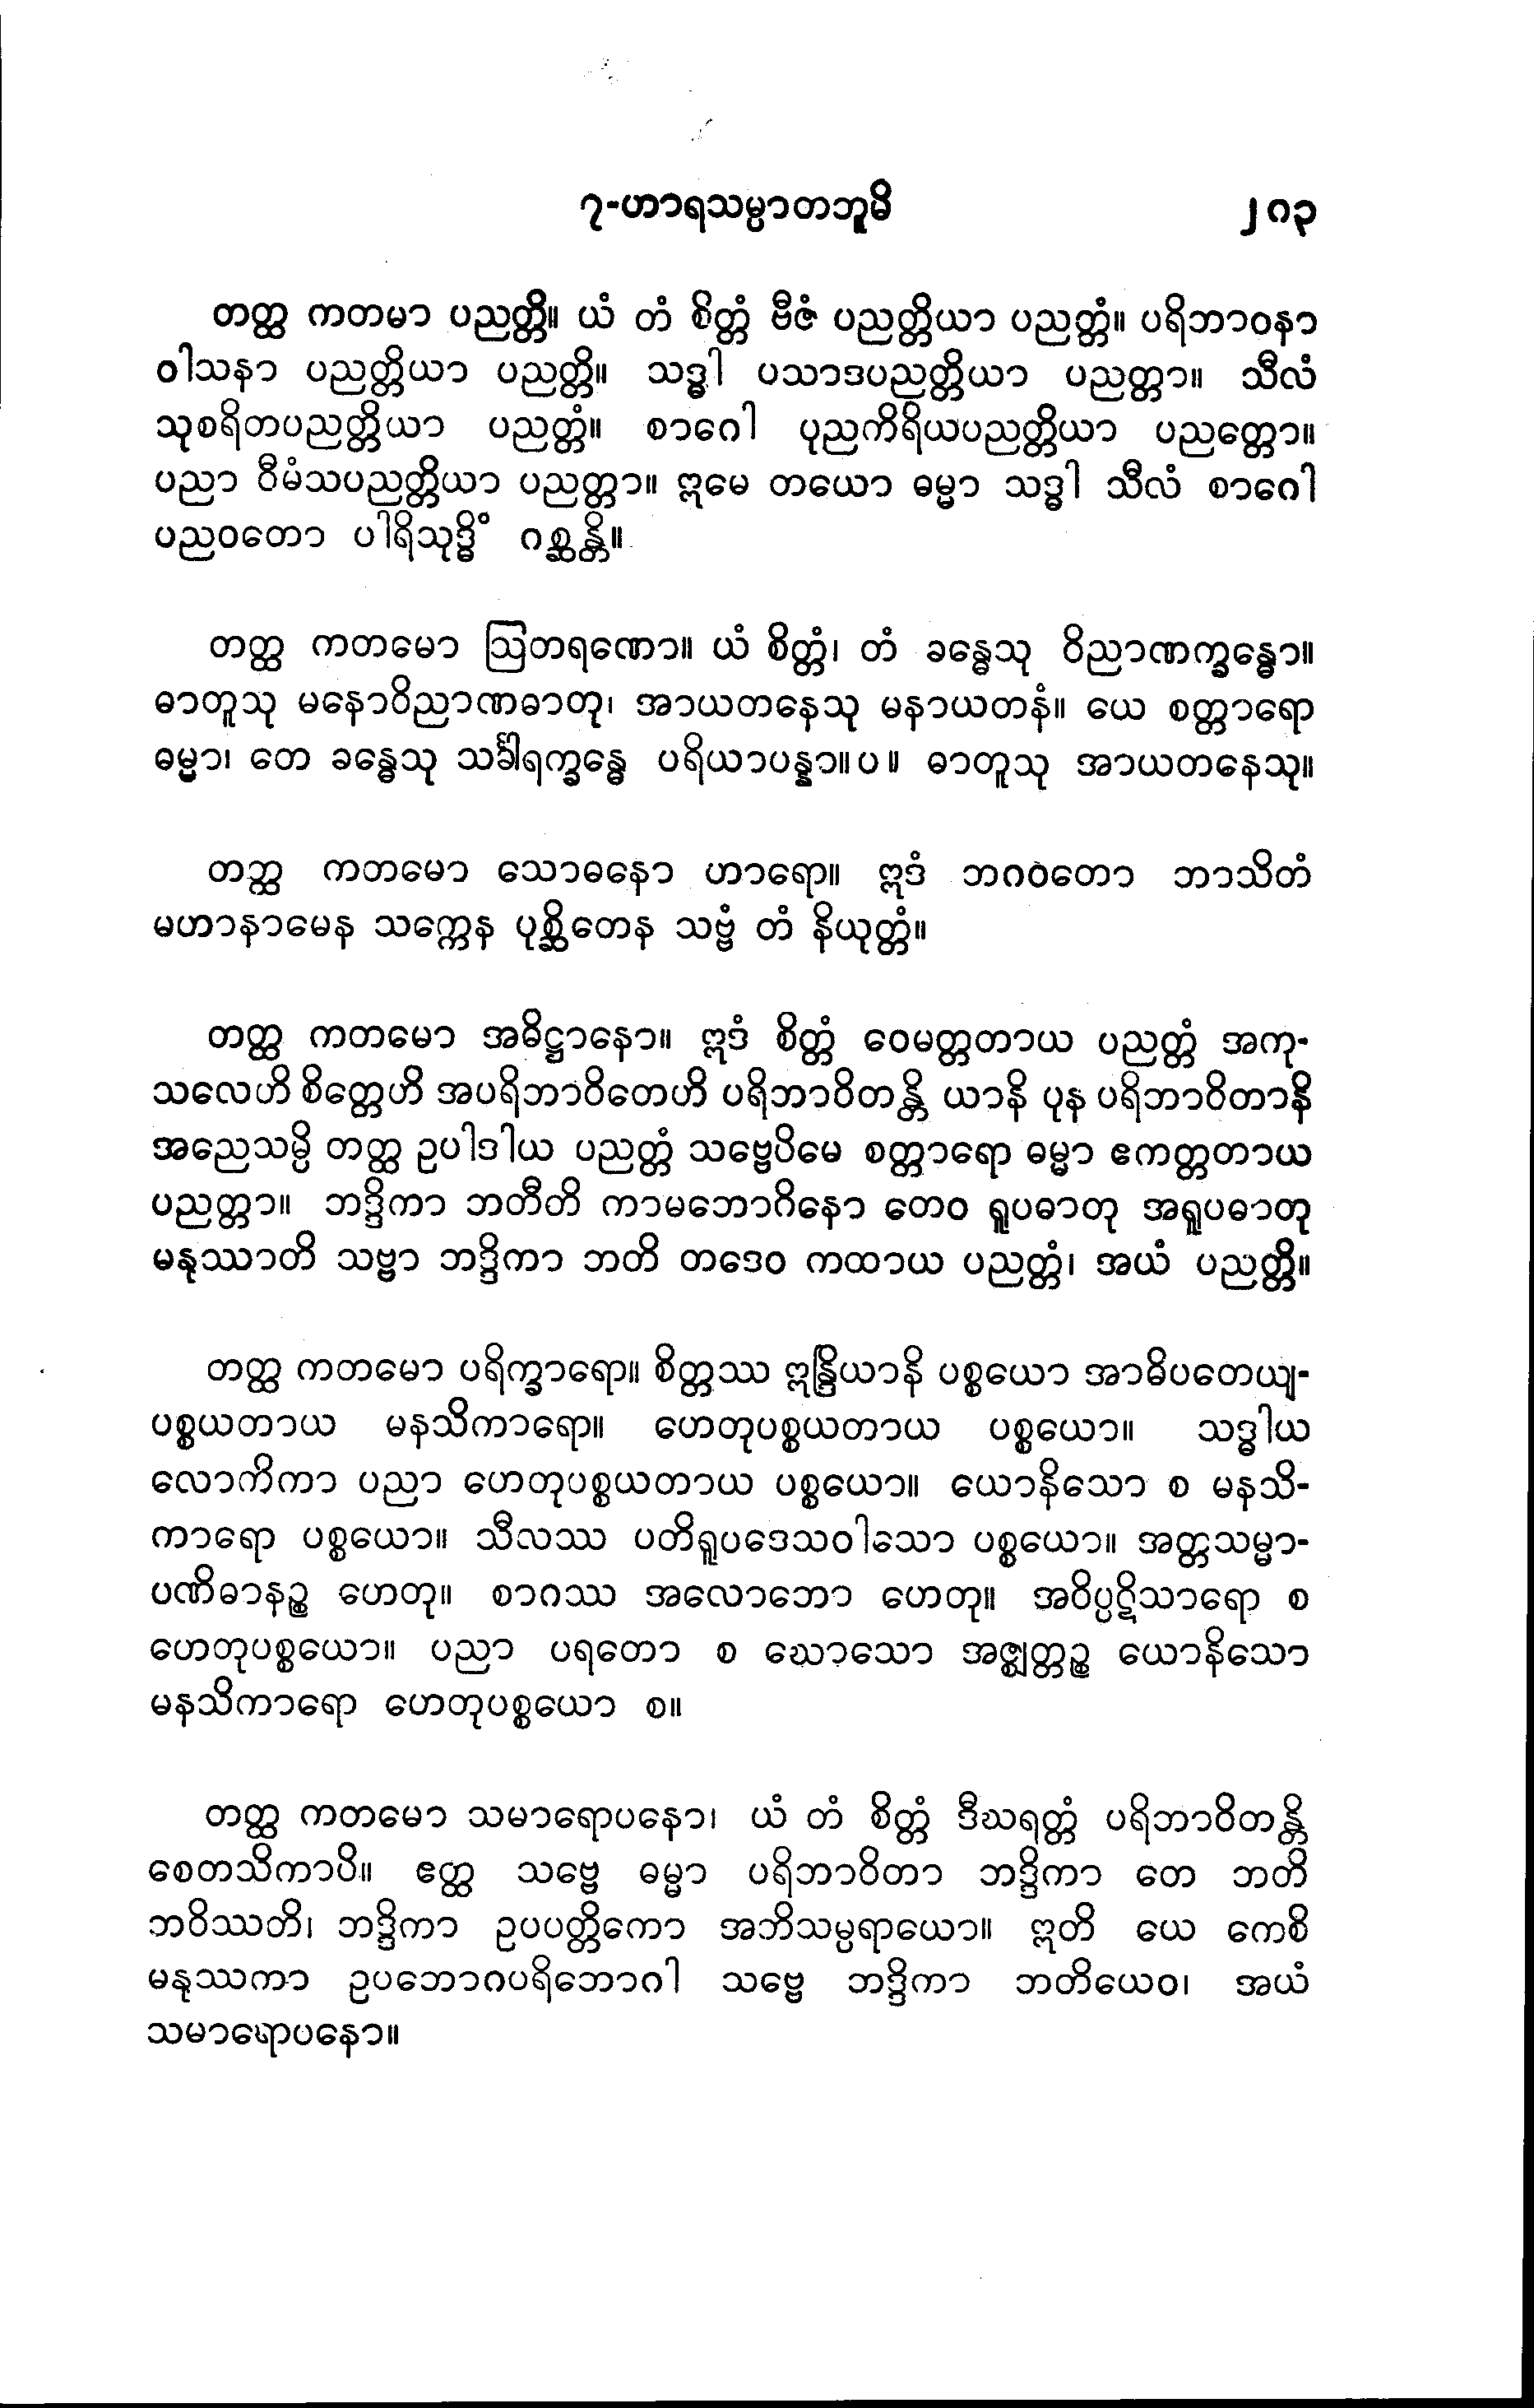 ၇-ဟာရသမ္ပာတဘူမိ ၂၀၃
တတ္ထ ကတမာ ပညတ္တိ။ ယံ တံ စိတ္တံ ဗီဇံ ပညတ္တိယာ ပညတ္တံ။ ပရိဘာဝနာ
ဝါသနာ ပညတ္တိယာ ပညတ္တိ။ သဒ္ဓါ ပသာဒပညတ္တိယာ ပညတ္တာ။ သီလံ
သုစရိတပညတ္တိယာ ပညတ္တံ။ စာဂေါ ပုညကိရိယပညတ္တိယာ ပညတ္တော။
ပညာ ဝီမံသပညတ္တိယာ ပညတ္တာ။ ဣမေ တယော ဓမ္မာ သဒ္ဓါ သီလံ စာဂေါ
ပညဝတော ပါရိသုဒ္ဓိံ ဂစ္ဆန္တိ။
တတ္ထ ကတမော ဩတရဏော။ ယံ စိတ္တံ၊ တံ ခန္ဓေသု ဝိညာဏက္ခန္ဓော။
ဓာတူသု မနောဝိညာဏဓာတု၊ အာယတနေသု မနာယတနံ။ ယေ စတ္တာရော
ဓမ္မာ၊ တေ ခန္ဓေသု သင်္ခါရက္ခန္ဓေ ပရိယာပန္နာ။ပ။ ဓာတူသု အာယတနေသု။
တတ္ထ ကတမော သောဓနော ဟာရော။ ဣဒံ ဘဂဝတော ဘာသိတံ
မဟာနာမေန သက္ကေန ပုစ္ဆိတေန သဗ္ဗံ တံ နိယုတ္တံ။
တတ္ထ ကတမော အဓိဋ္ဌာနော။ ဣဒံ စိတ္တံ ဝေမတ္တတာယ ပညတ္တံ အကု-
သလေဟိ စိတ္တေဟိ အပရိဘာဝိတေဟိ ပရိဘာဝိတန္တိ ယာနိ ပုန ပရိဘာဝိတာနိ
အညေသမ္ပိ တတ္ထ ဥပါဒါယ ပညတ္တံ သဗ္ဗေပိမေ စတ္တာရော ဓမ္မာ ဧကတ္တတာယ
ပညတ္တာ။ ဘဒ္ဒိကာ ဘတီတိ ကာမဘောဂိနော တေဝ ရူပဓာတု အရူပဓာတု
မနုဿာတိ သဗ္ဗာ ဘဒ္ဒိကာ ဘတိ တဒေဝ ကထာယ ပညတ္တံ၊ အယံ ပညတ္တိ။
တတ္ထ ကတမော ပရိက္ခာရော။ စိတ္တဿ ဣန္ဒြိယာနိ ပစ္စယော အာဓိပတေယျ-
ပစ္စယတာယ မနသိကာရော။ ဟေတုပစ္စယတာယ ပစ္စယော။ သဒ္ဓါယ
လောကိကာ ပညာ ဟေတုပစ္စယတာယ ပစ္စယော။ ယောနိသော စ မနသိ-
ကာရော ပစ္စယော။ သီလဿ ပတိရူပဒေသဝါသော ပစ္စယော။ အတ္တသမ္မာ-
ပဏိဓာနဉ္စ ဟေတု။ စာဂဿ အလောဘော ဟေတု။ အဝိပ္ပဋိသာရော စ
ဟေတုပစ္စယော။ ပညာ ပရတော စ ဃောသော အဇ္ဈတ္တဉ္စ ယောနိသော
မနသိကာရော ဟေတုပစ္စယော စ။
တတ္ထ ကတမော သမာရောပနော၊ ယံ တံ စိတ္တံ ဒီဃရတ္တံ ပရိဘာဝိတန္တိ
စေတသိကာပိ။ ဧတ္ထ သဗ္ဗေ ဓမ္မာ ပရိဘာဝိတာ ဘဒ္ဒိကာ တေ ဘတိ
ဘဝိဿတိ၊ ဘဒ္ဒိကာ ဥပပတ္တိကော အဘိသမ္ပရာယော။ ဣတိ ယေ ကေစိ
မနုဿကာ ဥပဘောဂပရိဘောဂါ သဗ္ဗေ ဘဒ္ဒိကာ ဘတိယေဝ၊ အယံ
သမာရောပနော။